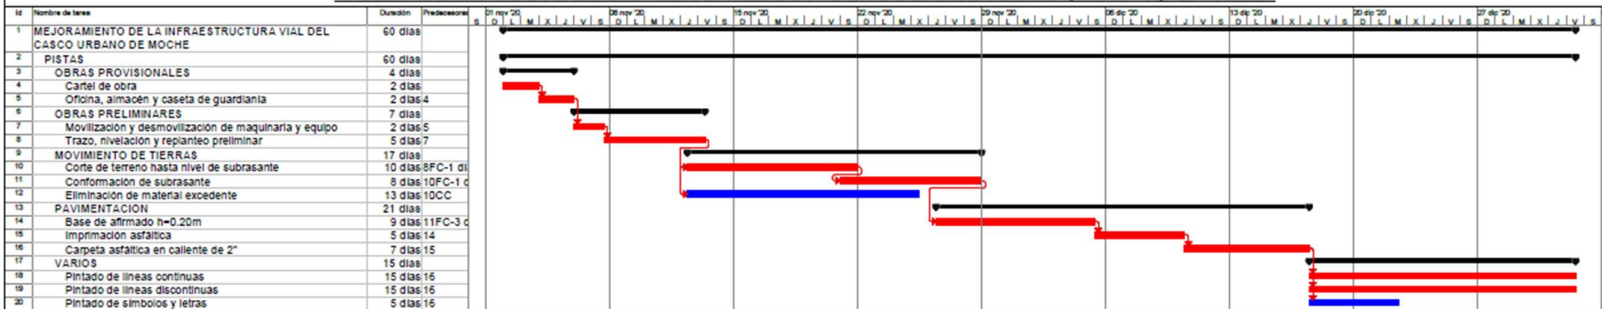 Id Nombre de tarea Duración Predecesora S 01 nov '20 08 nov '20 15 nov '20 22 nov '20 29 nov '20 06 dic '20 13 dic '20 20 dic '20 27 dic '20
D L M X J V S D L M X J V S D L M X J V S D L M X J V S D L M X J V S D L M X J V S D L M X J V S D L M X J V S D L M X J V S
1 MEJORAMIENTO DE LA INFRAESTRUCTURA VIAL DEL 60 días
CASCO URBANO DE MOCHE
2 PISTAS 60 días
3 OBRAS PROVISIONALES 4 días
4 Cartel de obra 2 días
5 Oficina, almacén y caseta de guardianía 2 días 4
6 OBRAS PRELIMINARES 7 días
7 Movilización y desmovilización de maquinaria y equipo 2 días 5
8 Trazo, nivelación y replanteo preliminar 5 días 7
9 MOVIMIENTO DE TIERRAS 17 días
10 Corte de terreno hasta nivel de subrasante 10 días 8FC-1 dí
11 Conformación de subrasante 8 días 10FC-1 d
12 Eliminación de material excedente 13 días 10CC
13 PAVIMENTACION 21 días
14 Base de afirmado h=0.20m 9 días 11FC-3 d
15 Imprimación asfáltica 5 días 14
16 Carpeta asfáltica en caliente de 2" 7 días 15
17 VARIOS 15 días
18 Pintado de líneas continuas 15 días 16
19 Pintado de líneas discontinuas 15 días 16
20 Pintado de símbolos y letras 5 días 16